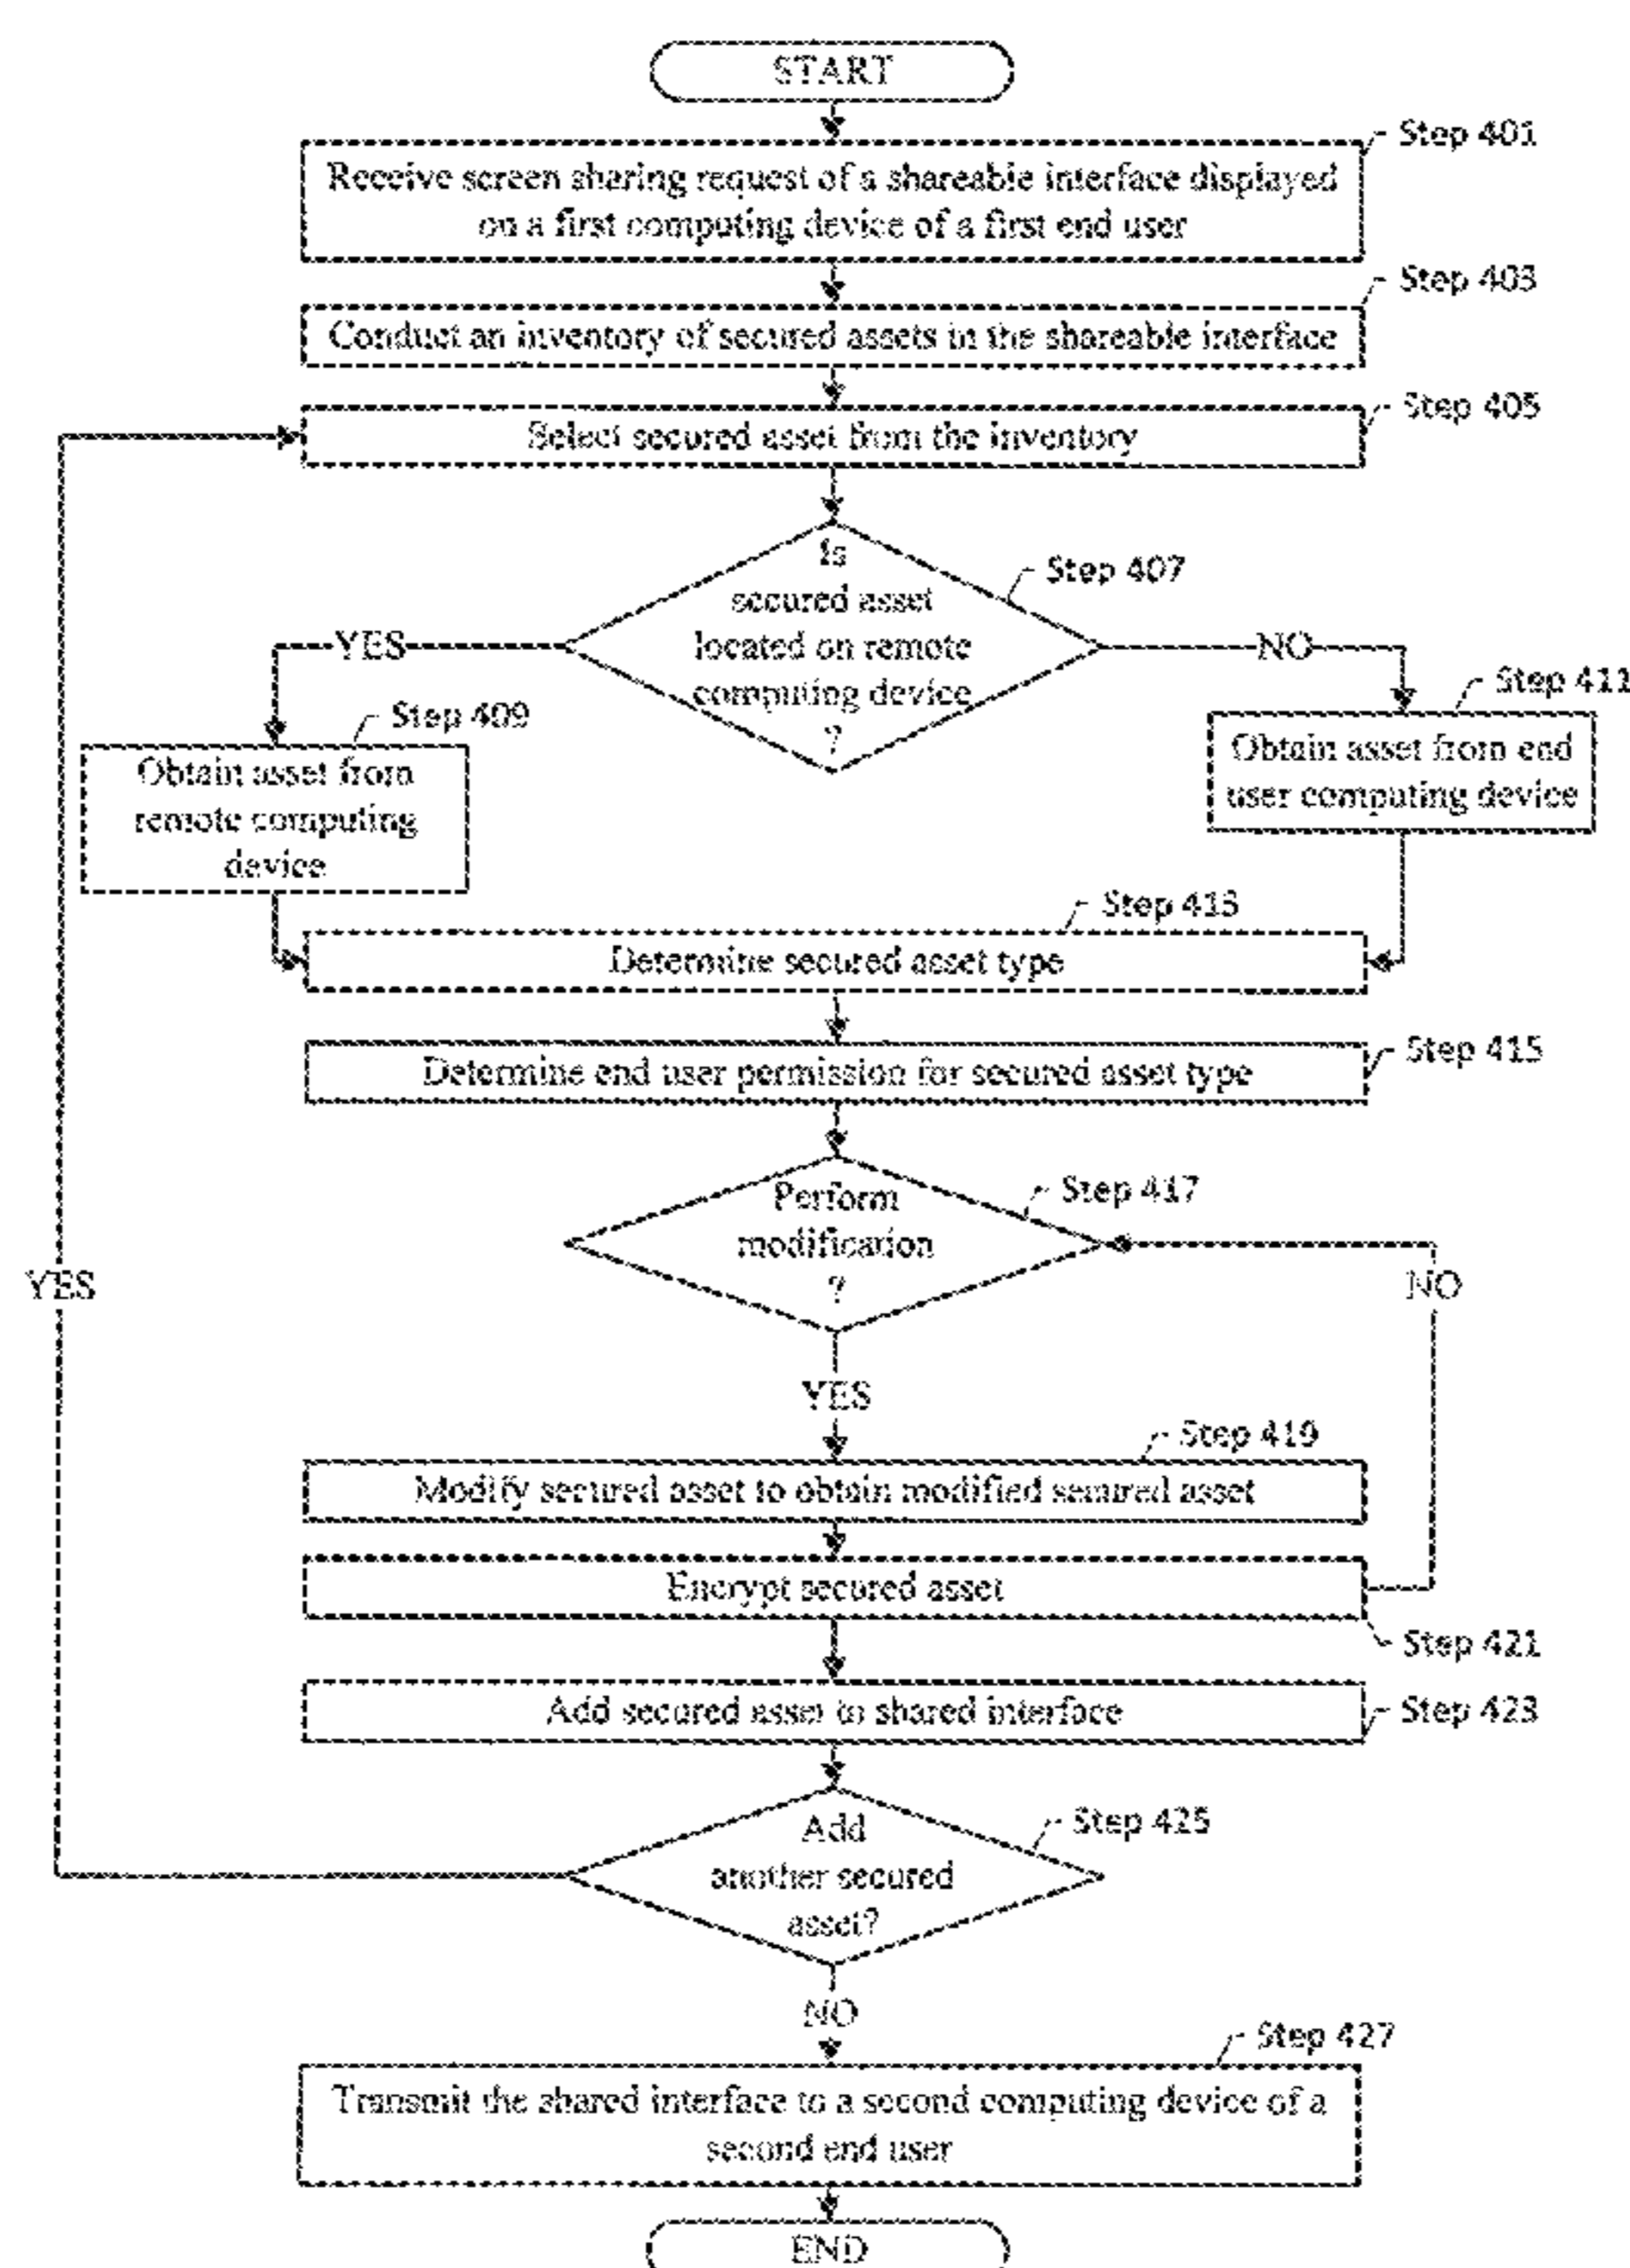 START
Step 401
Receive screen sharing request of a shareable interface displayed
on a first computing device of a first end user
Step 403
Conduct an inventory of secured assets in the shareable interface
Step 405
Select secured asset from the inventory
Is
secured asset
located on remote
computing device
?
Step 407
YES
NO
Step 409
Obtain asset from
remote computing
device
Step 411
Obtain asset from end
user computing device
Step 413
Determine secured asset type
Step 415
Determine end user permission for secured asset type
Perform
modification
?
Step 417
YES
NO
YES
Step 419
Modify secured asset to obtain modified secured asset
Encrypt secured asset
Step 421
Add secured asset to shared interface
Step 423
Add
another secured
asset?
Step 425
NO
Step 427
Transmit the shared interface to a second computing device of a
second end user
END